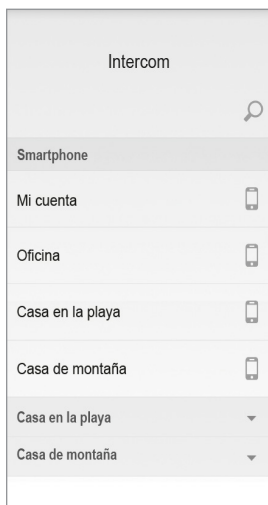 Intercom
Smartphone
Mi cuenta
Oficina
Casa en la playa
Casa de montaña
Casa en la playa
Casa de montaña